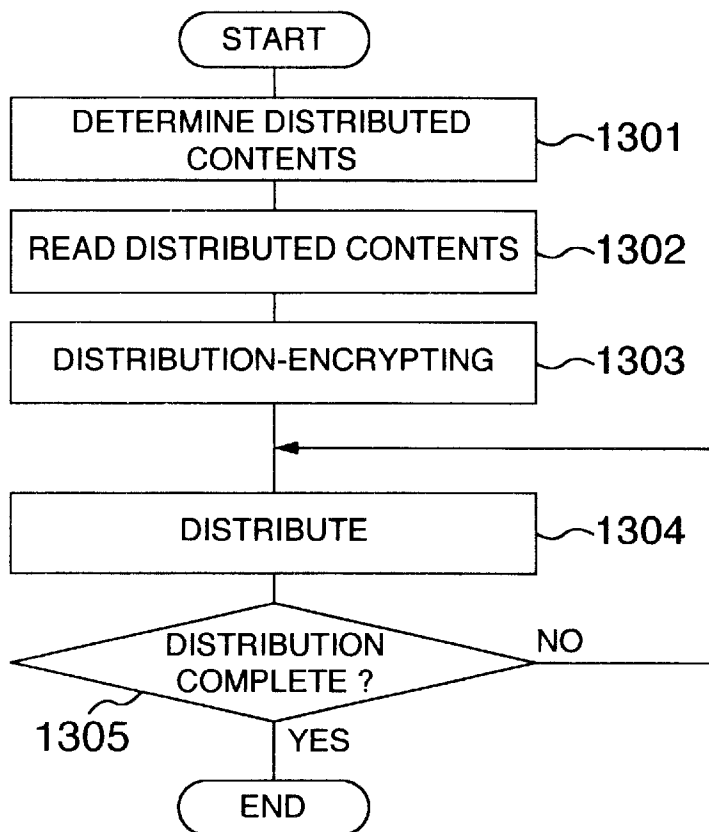 START
DETERMINE DISTRIBUTED
CONTENTS
1301
READ DISTRIBUTED CONTENTS
1302
DISTRIBUTION-ENCRYPTING
1303
DISTRIBUTE
1304
DISTRIBUTION
COMPLETE ?
NO
1305
YES
END